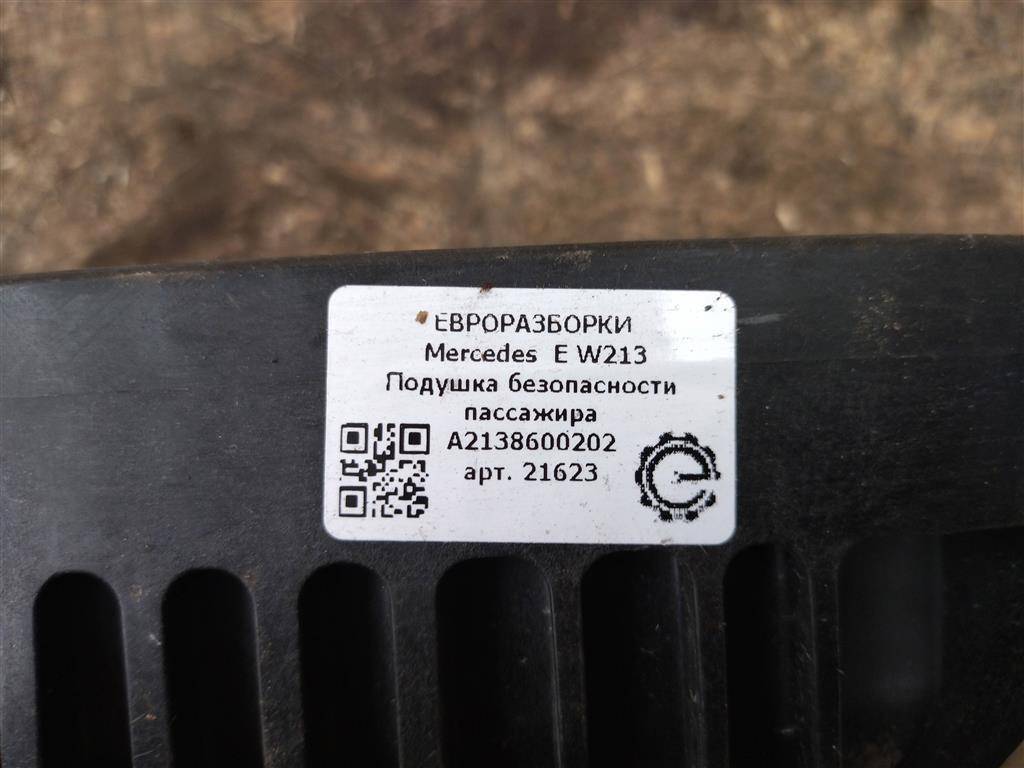 ЕВРОРАЗБОРКИ
Mercedes E W213
Подушка безопасности
пассажира
A2138600202
арт. 21623